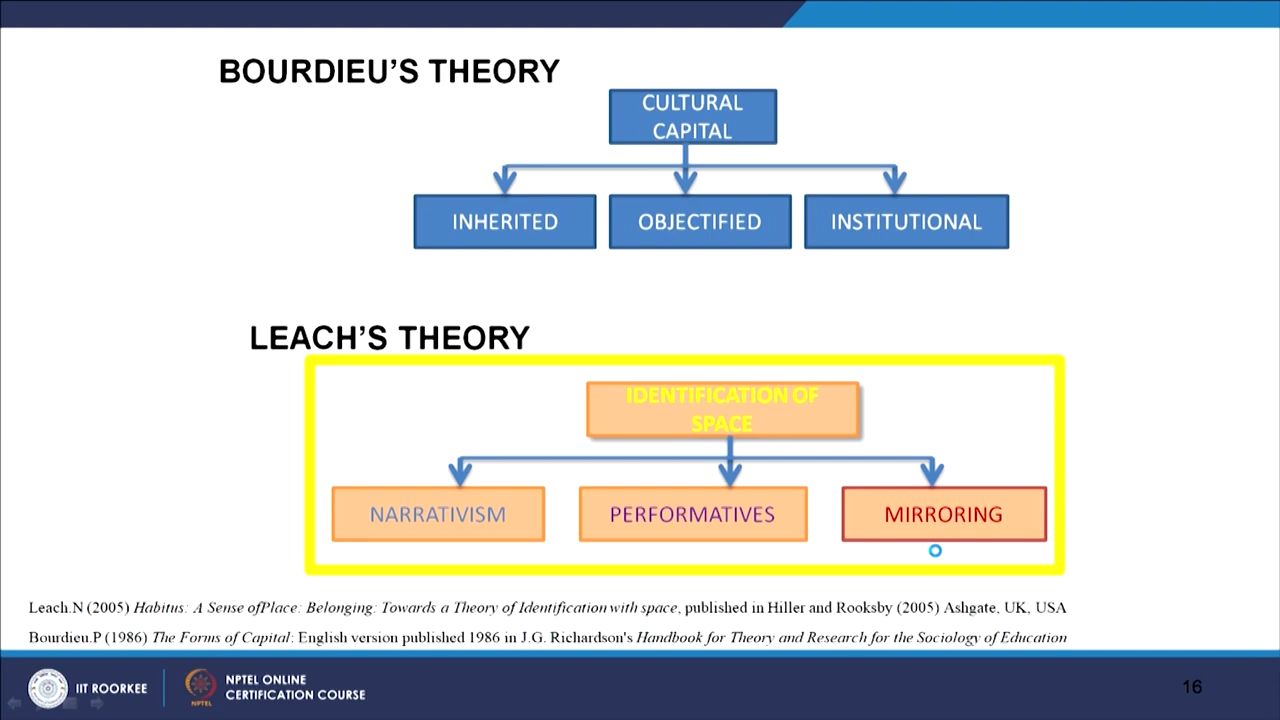 BOURDIEU’S THEORY
CULTURAL
CAPITAL
INHERITED OBJECTIFIED INSTITUTIONAL
LEACH’S THEORY
IDENTIFICATION OF
SPACE
NARRATIVISM PERFORMATIVES MIRRORING
Leach.N (2005) Habitus: A Sense ofPlace: Belonging: Towards a Theory of Identification with space, published in Hiller and Rooksby (2005) Ashgate, UK, USA
Bourdieu.P (1986) The Forms of Capital: English version published 1986 in J.G. Richardson's Handbook for Theory and Research for the Sociology of Education
IIT ROORKEE
NPTEL
NPTEL ONLINE
CERTIFICATION COURSE
16